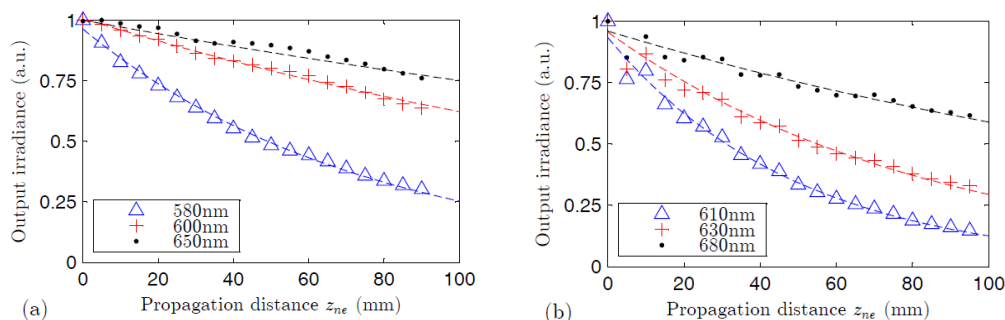 Output irradiance (a.u.)
1
0.75
0.5
0.25
0
580nm
600nm
650nm
0 20 40 60 80 100
(a) Propagation distance z_ne (mm)
Output irradiance (a.u.)
1
0.75
0.5
0.25
0
610nm
630nm
680nm
0 20 40 60 80 100
(b) Propagation distance z_ne (mm)